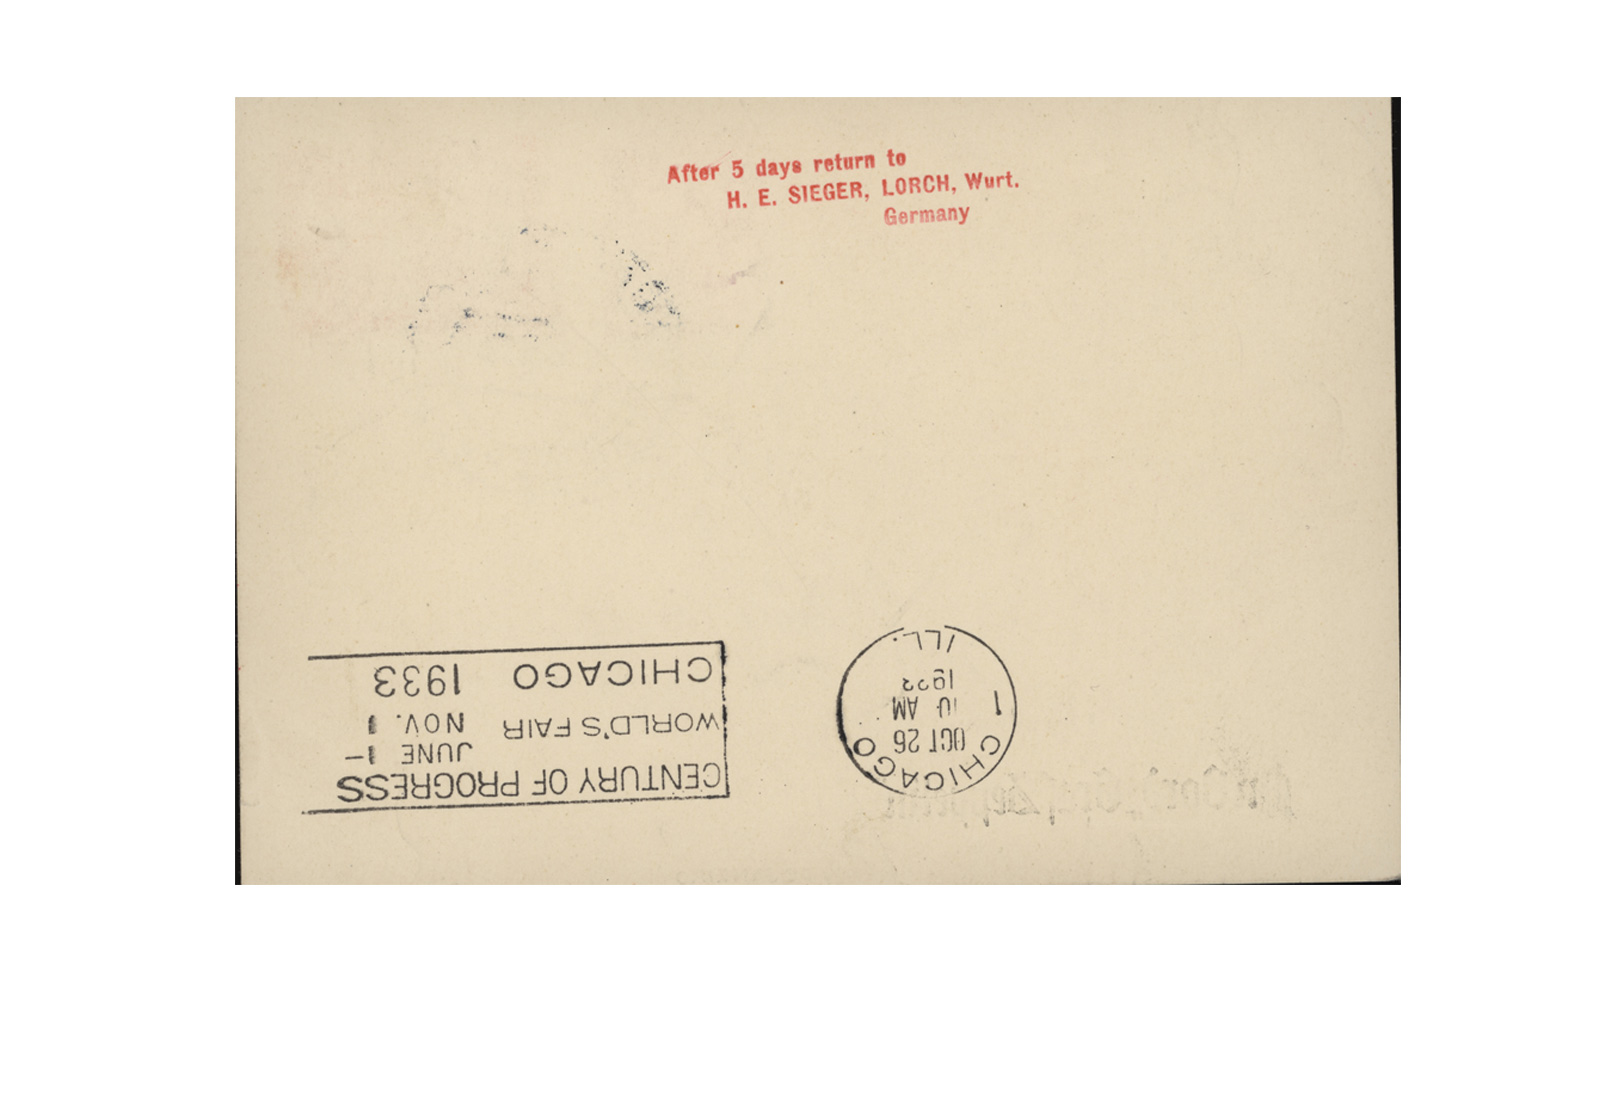 After 5 days return to
H. E. SIEGER, LORCH, Wurt.
Germany
CHICAGO
OCT 26
10 AM
1933
1
ILL.
CENTURY OF PROGRESS
JUNE 1-
WORLD'S FAIR NOV. 1
CHICAGO 1933